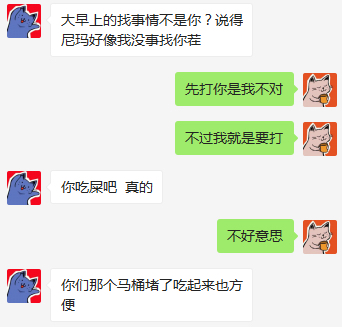 大早上的找事情不是你？说得
尼玛好像我没事找你茬
先打你是我不对
不过我就是要打
你吃屎吧 真的
不好意思
你们那个马桶堵了吃起来也方
便